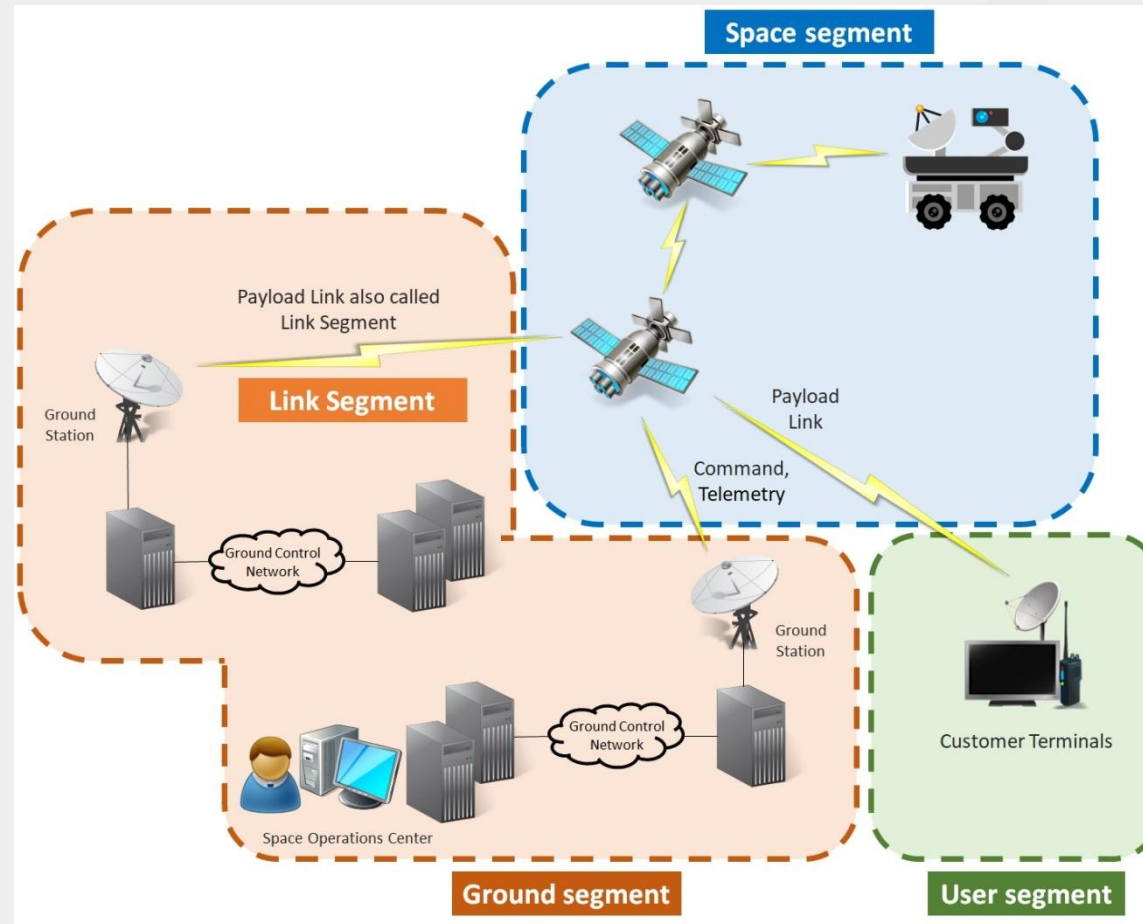 Space segment
Payload Link also called
Link Segment
Link Segment
Ground
Station
Payload
Link
Command,
Telemetry
Ground Control
Network
Ground
Station
Ground Control
Network
Customer Terminals
Space Operations Center
Ground segment
User segment